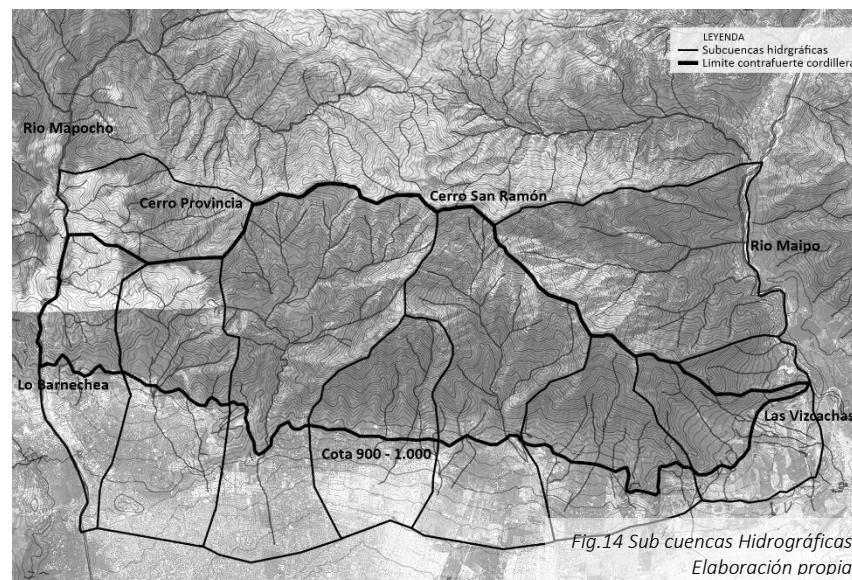 LEYENDA
Subcuencas hidrgráficas
Limite contrafuerte cordillera
Rio Mapocho
Cerro Provincia
Cerro San Ramón
Rio Maipo
Lo Barnechea
Las Vizcachas
Cota 900 - 1.000
Fig.14 Sub cuencas Hidrográficas
Elaboración propia